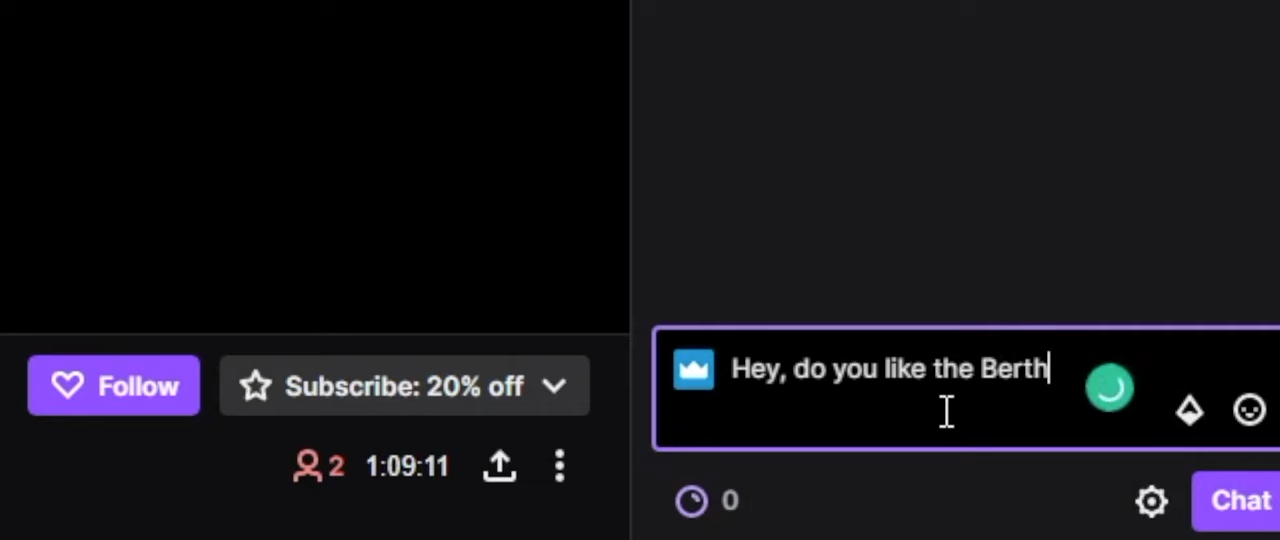 Hey, do you like the Berth
Follow
Subscribe: 20% off
2 1:09:11
0
Chat